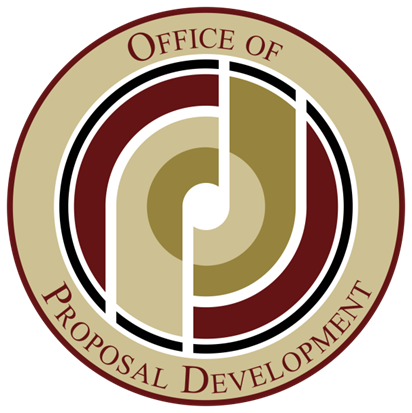 OFFICE OF
PROPOSAL DEVELOPMENT